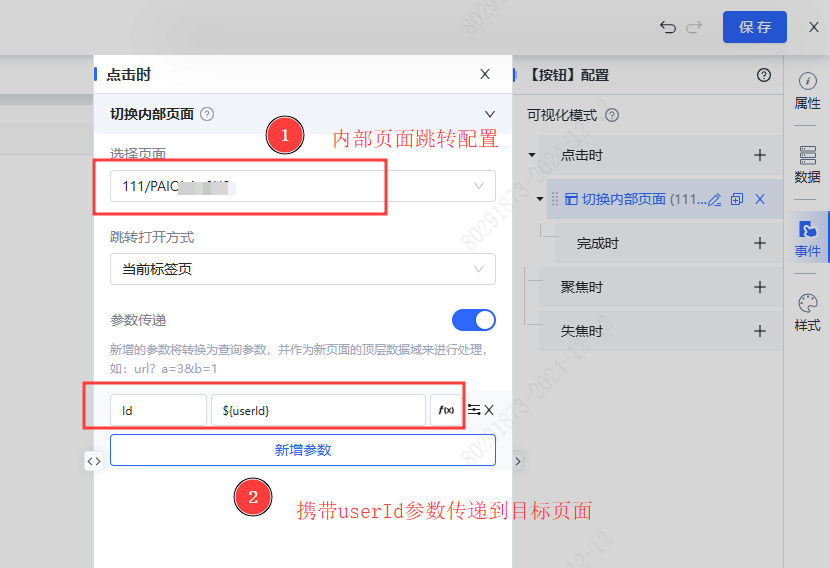 保存
点击时
【按钮】配置
属性
切换内部页面
可视化模式
1
内部页面跳转配置
选择页面
点击时
111/PAIC
数据
切换内部页面 (111...
跳转打开方式
完成时
当前标签页
事件
聚焦时
参数传递
失焦时
样式
新增的参数将转换为查询参数，并作为新页面的顶层数据域来进行处理，
如：url? a=3&b=1
Id
${userId}
f(x)
新增参数
2
携带userId参数传递到目标页面
80291873-2024-12-12